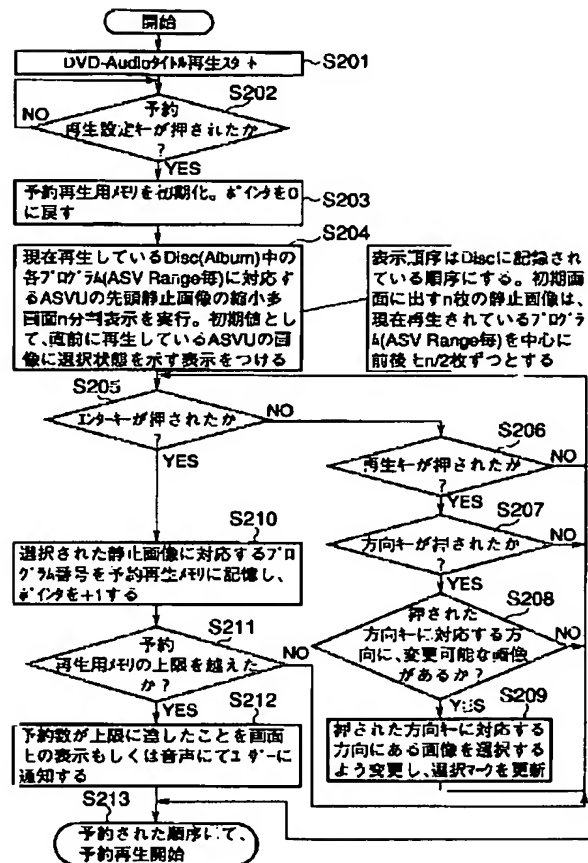 開始
DVD-Audioタイトル再生スタート
S201
S202
NO
予約
再生設定キーが押されたか
?
YES
予約再生用メモリを初期化。ポインタを0
に戻す
S203
S204
現在再生しているDisc(Album)中の
各プログラム(ASV Range毎)に対応す
るASVUの先頭静止画像の縮小多
画面n分割表示を実行。初期値と
して、直前に再生しているASVUの画
像に選択状態を示す表示をつける
表示順序はDiscに記録され
ている順序にする。初期画
面に出すn枚の静止画像は、
現在再生されているプログラ
ム(ASV Range毎)を中心に
前後にn/2枚ずつとする
S205
エンターキーが押されたか
?
NO
YES
S206
再生キーが押されたか
?
NO
YES
S207
方向キーが押されたか
?
NO
YES
S208
押された
方向キーに対応する方
向に、変更可能な画像
があるか?
NO
YES
S209
押された方向キーに対応する
方向にある画像を選択する
よう変更し、選択マークを更新
S210
選択された静止画像に対応するプロ
グラム番号を予約再生メモリに記憶し、
ポインタを+1する
S211
予約
再生用メモリの上限を越えた
か?
NO
YES
S212
予約数が上限に達したことを画面
上の表示もしくは音声にてユーザーに
通知する
S213
予約された順序にて、
予約再生開始